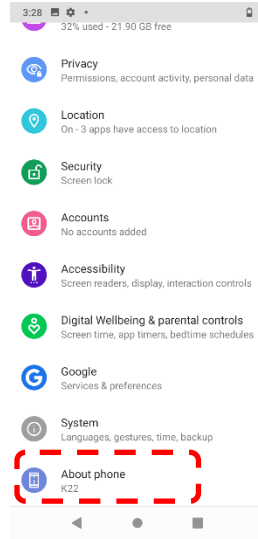 3:28
32% used - 21.90 GB free
Privacy
Permissions, account activity, personal data
Location
On - 3 apps have access to location
Security
Screen lock
Accounts
No accounts added
Accessibility
Screen readers, display, interaction controls
Digital Wellbeing & parental controls
Screen time, app timers, bedtime schedules
Google
Services & preferences
System
Languages, gestures, time, backup
About phone
K22